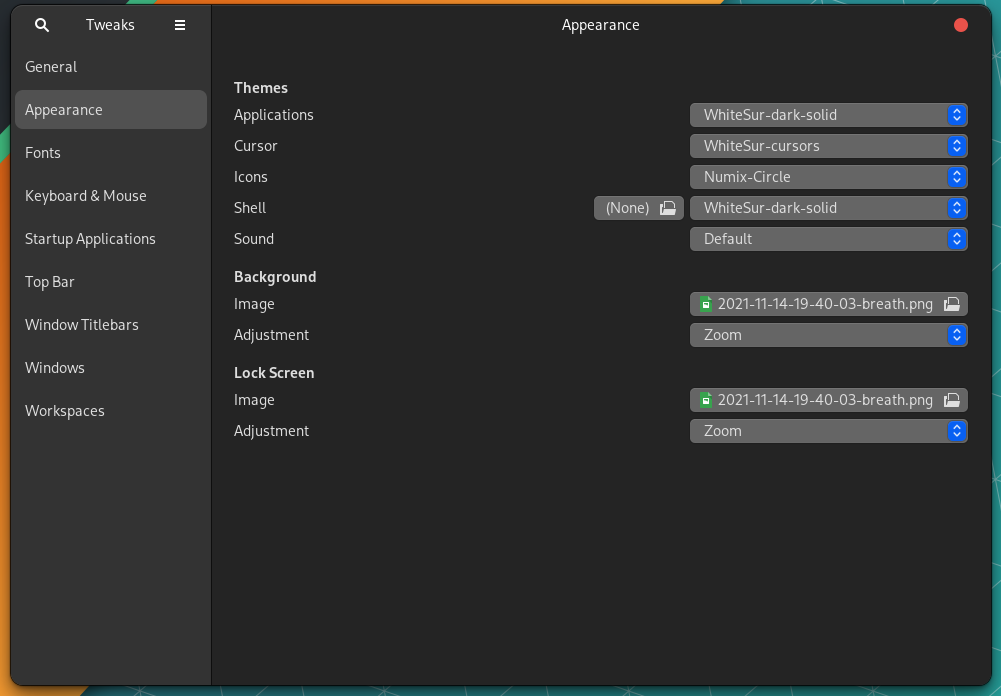 Tweaks
Appearance
General
Appearance
Fonts
Keyboard & Mouse
Startup Applications
Top Bar
Window Titlebars
Windows
Workspaces
Themes
Applications WhiteSur-dark-solid
Cursor WhiteSur-cursors
Icons Numix-Circle
Shell (None) WhiteSur-dark-solid
Sound Default
Background
Image 2021-11-14-19-40-03-breath.png
Adjustment Zoom
Lock Screen
Image 2021-11-14-19-40-03-breath.png
Adjustment Zoom